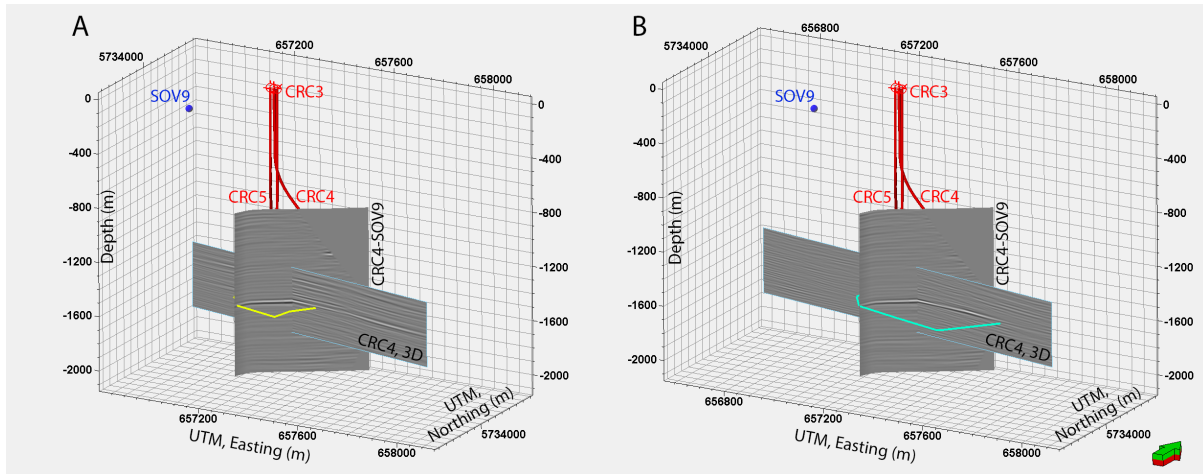 A
657200
657600
658000
5734000
SOV9
CRC3
0
-400
-800
-1200
-1600
-2000
Depth (m)
CRC5
CRC4
CRC4-SOV9
CRC4, 3D
0
-400
-800
-1200
-1600
-2000
657200
657600
658000
UTM, Easting (m)
UTM,
Northing (m)
5734000
B
656800
657200
657600
658000
5734000
SOV9
CRC3
0
-400
-800
-1200
-1600
-2000
Depth (m)
CRC5
CRC4
CRC4-SOV9
CRC4, 3D
0
-400
-800
-1200
-1600
-2000
656800
657200
657600
658000
UTM, Easting (m)
UTM,
Northing (m)
5734000